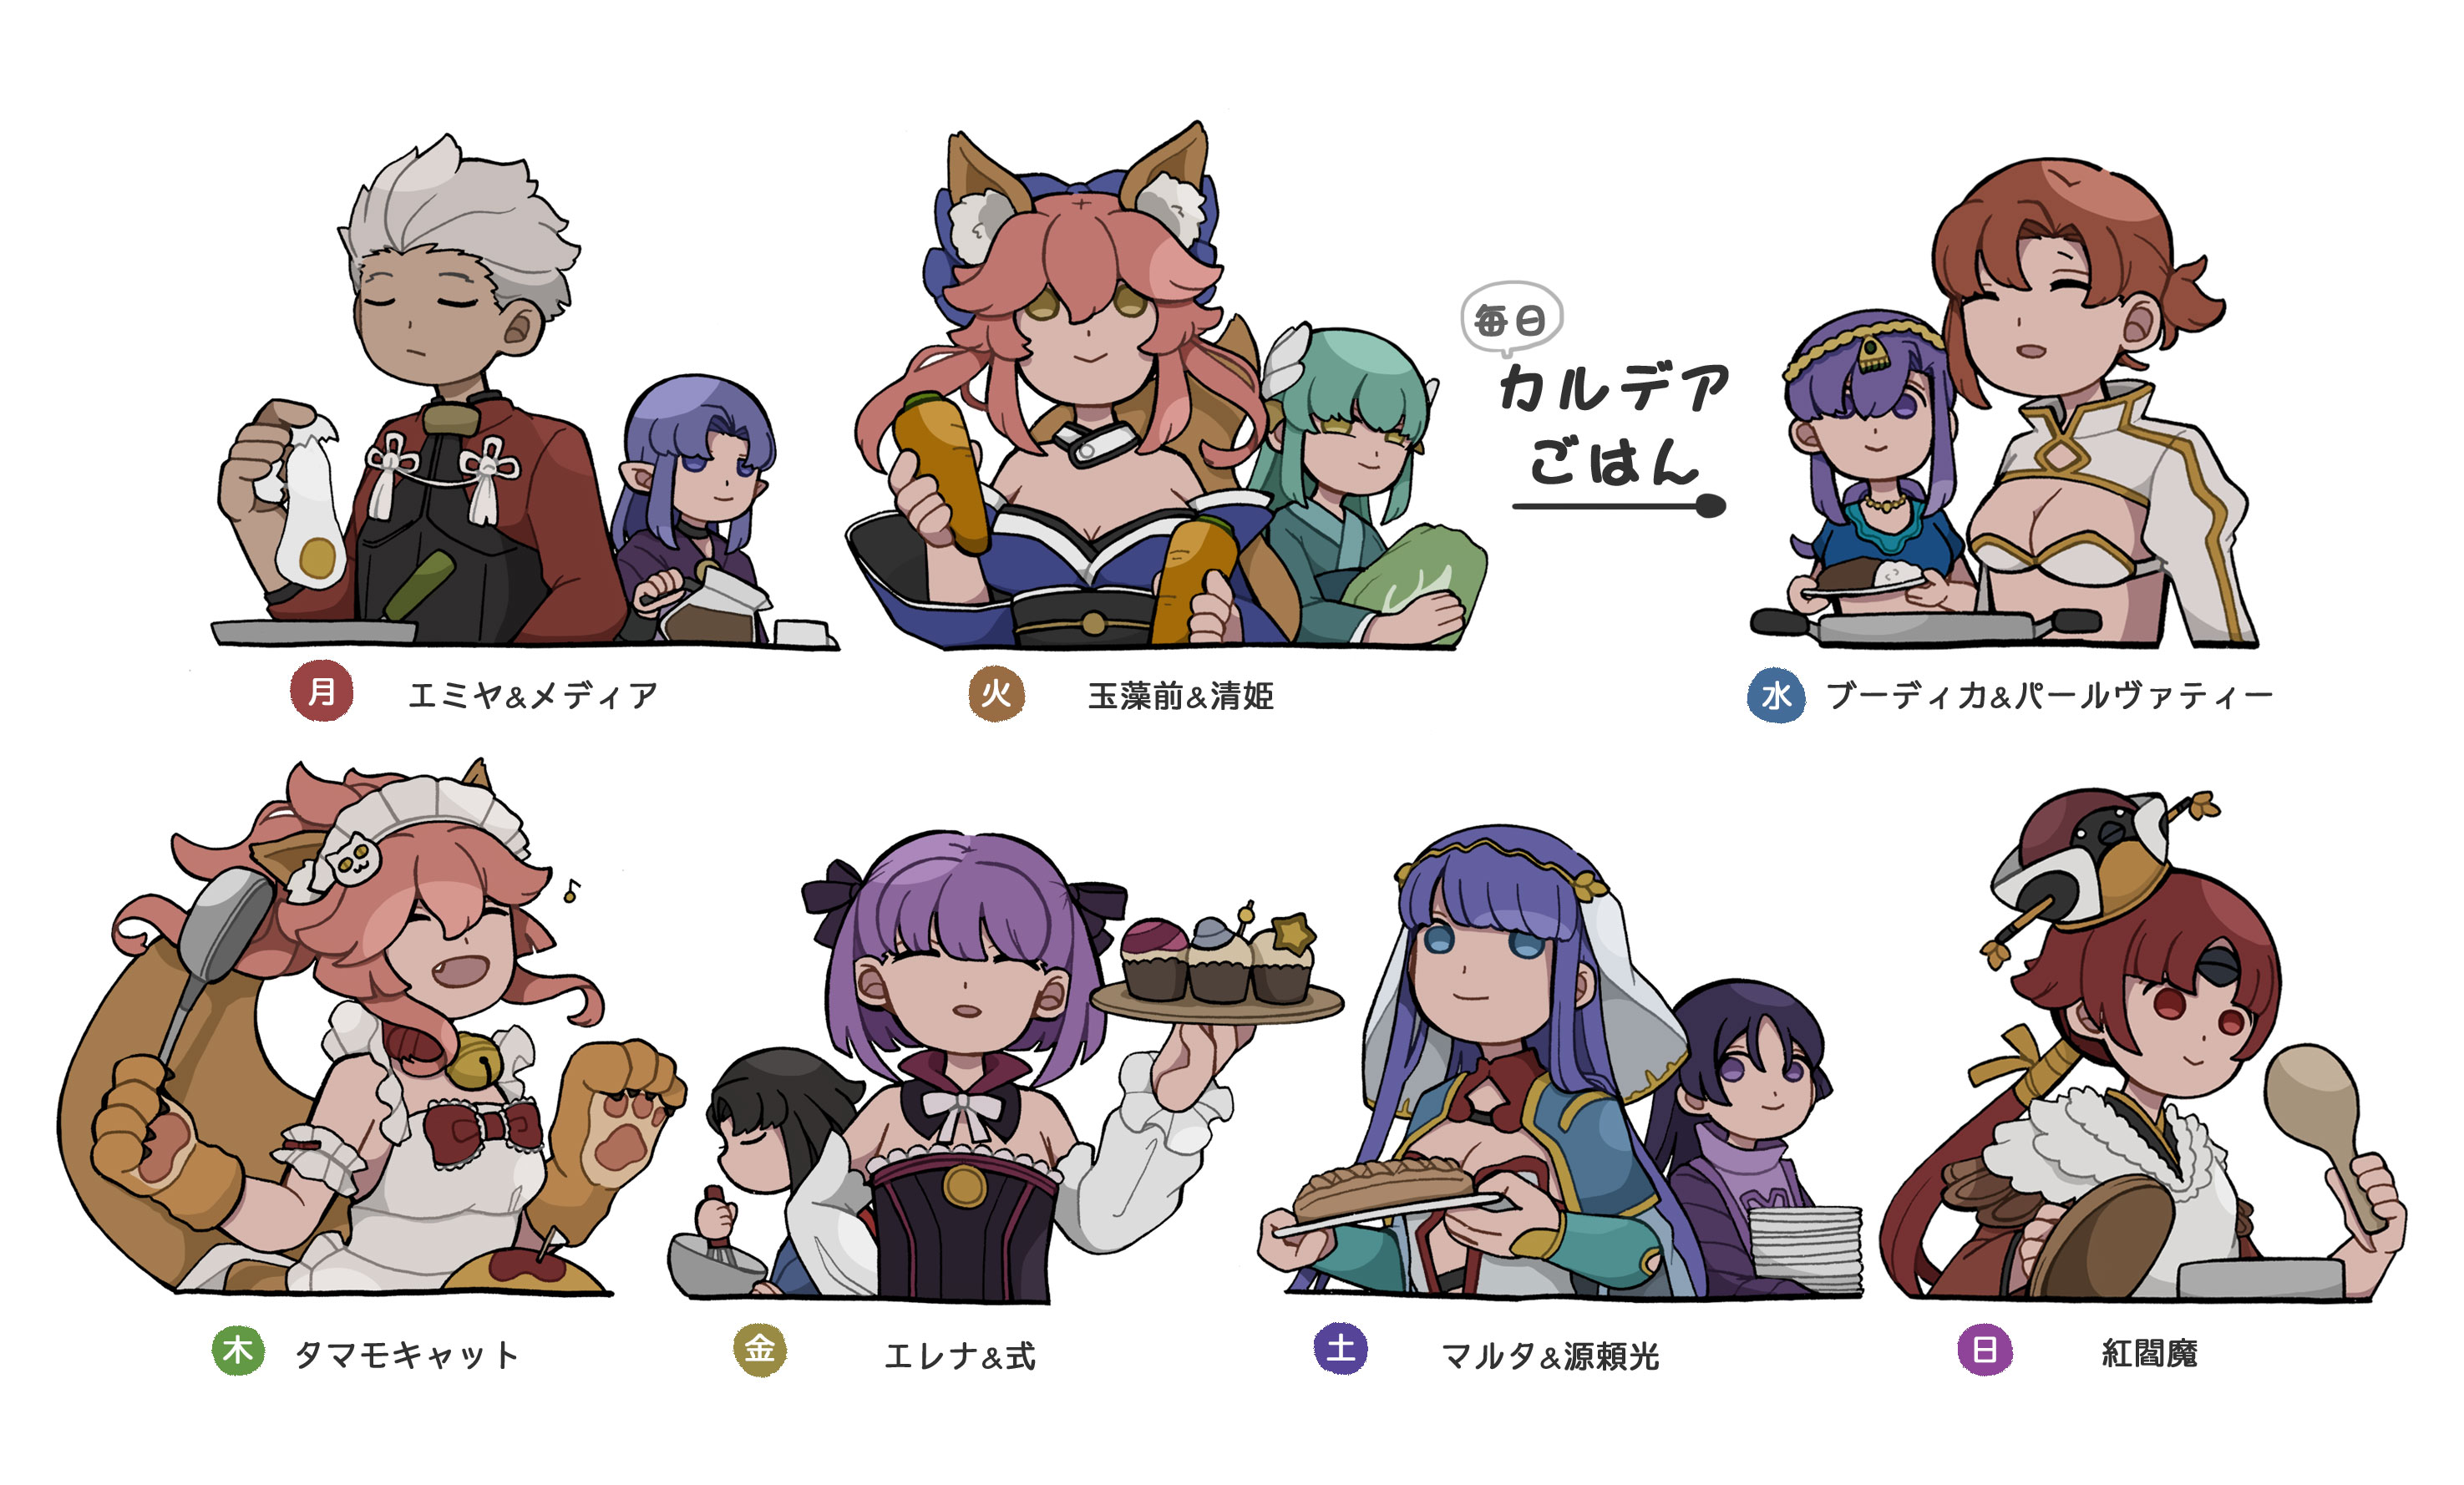 毎日
カルデア
ごはん
月 エミヤ&メディア
火 玉藻前&清姫
水 ブーディカ&パールヴァティー
木 タマモキャット
金 エレナ&式
土 マルタ&源頼光
日 紅閻魔